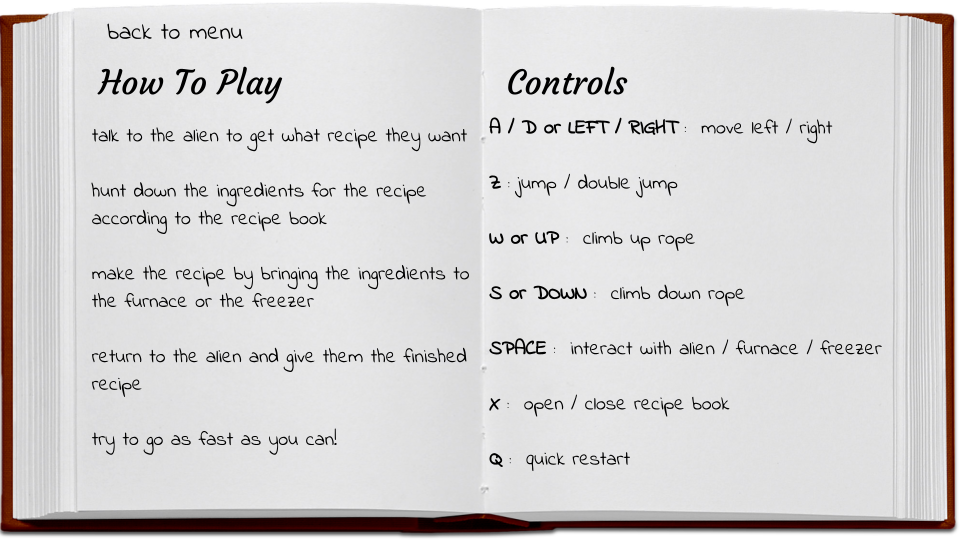 back to menu
How To Play
talk to the alien to get what recipe they want
hunt down the ingredients for the recipe
according to the recipe book
make the recipe by bringing the ingredients to
the furnace or the freezer
return to the alien and give them the finished
recipe
try to go as fast as you can!
Controls
A / D or LEFT / RIGHT : move left / right
Z : jump / double jump
W or UP : climb up rope
S or DOWN : climb down rope
SPACE : interact with alien / furnace / freezer
X : open / close recipe book
Q : quick restart